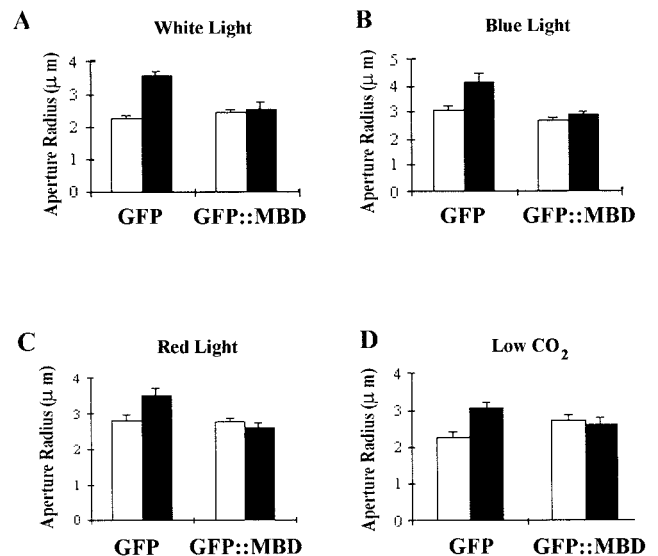 A
White Light
Aperture Radius (μ m)
4
3
2
1
0
GFP
GFP::MBD
B
Blue Light
Aperture Radius (μ m)
5
4
3
2
1
0
GFP
GFP::MBD
C
Red Light
Aperture Radius (μ m)
4
3
2
1
0
GFP
GFP::MBD
D
Low CO₂
Aperture Radius (μ m)
4
3
2
1
0
GFP
GFP::MBD